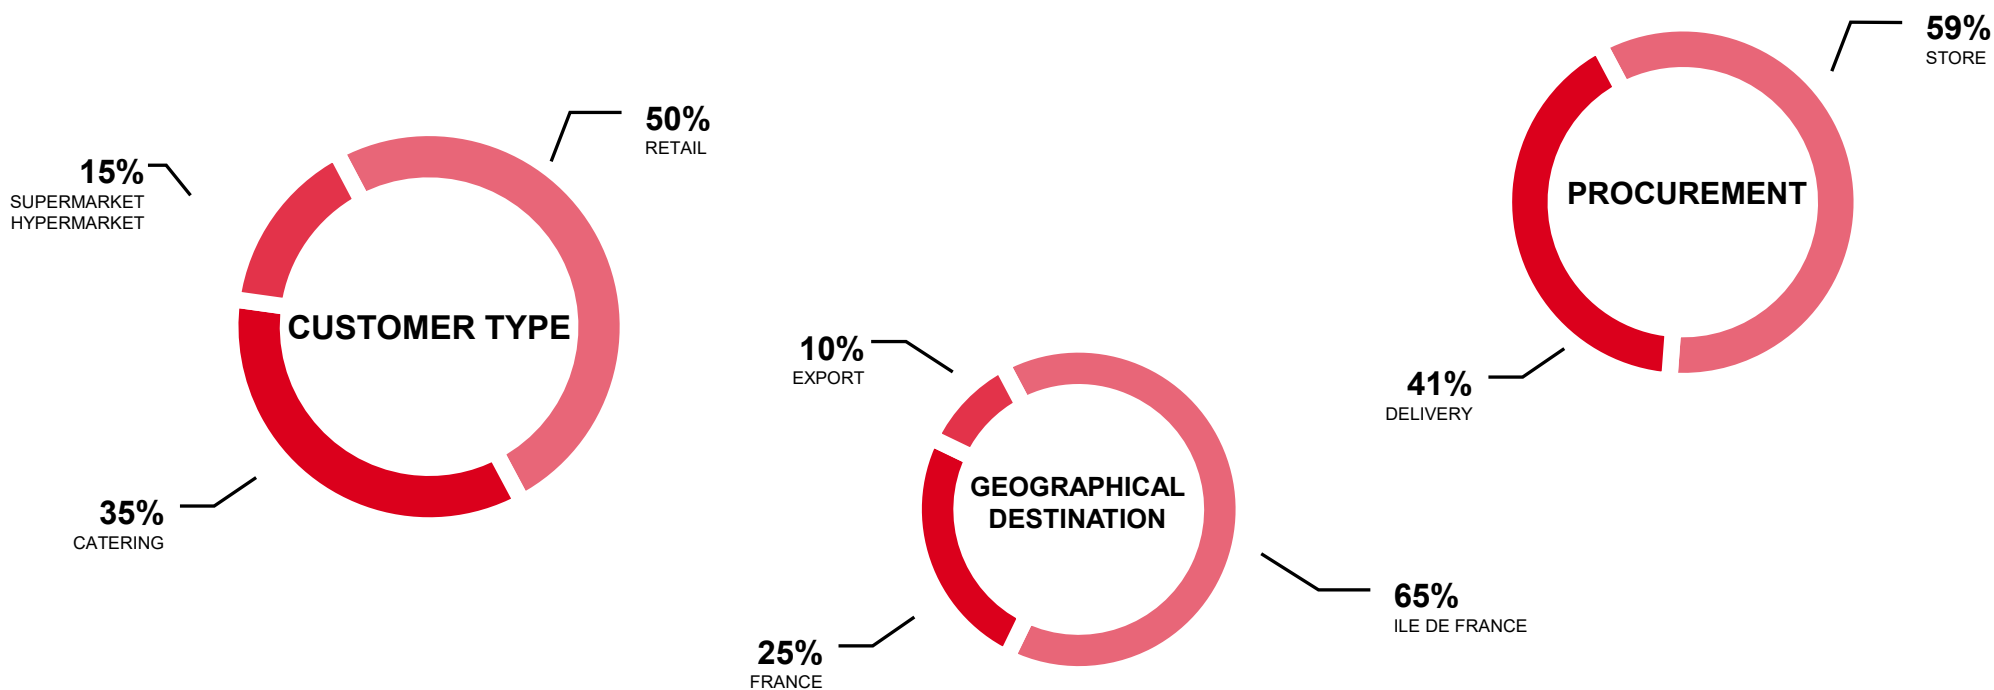 50%
RETAIL
15%
SUPERMARKET
HYPERMARKET
CUSTOMER TYPE
35%
CATERING
10%
EXPORT
GEOGRAPHICAL
DESTINATION
65%
ILE DE FRANCE
25%
FRANCE
59%
STORE
PROCUREMENT
41%
DELIVERY